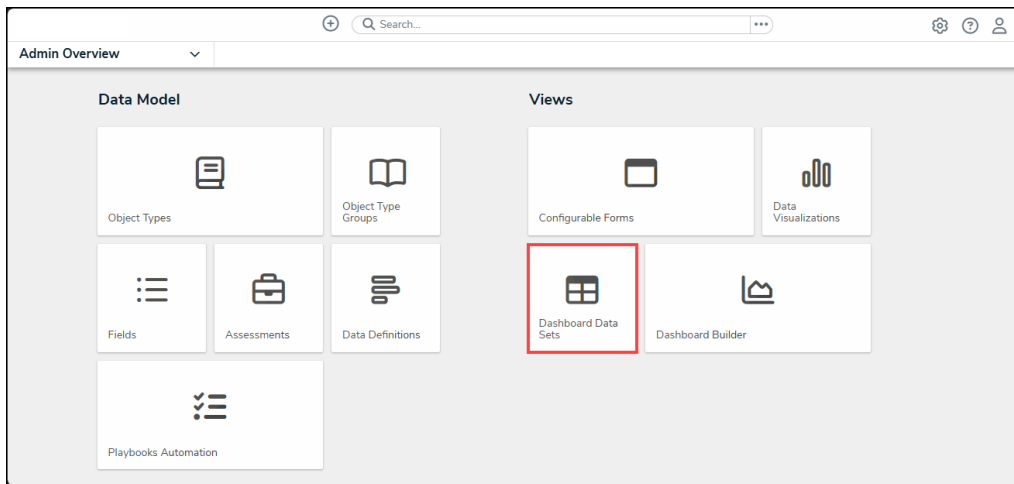 Search...
Admin Overview
Data Model
Views
Object Types
Object Type
Groups
Configurable Forms
Data
Visualizations
Fields
Assessments
Data Definitions
Dashboard Data
Sets
Dashboard Builder
Playbooks Automation